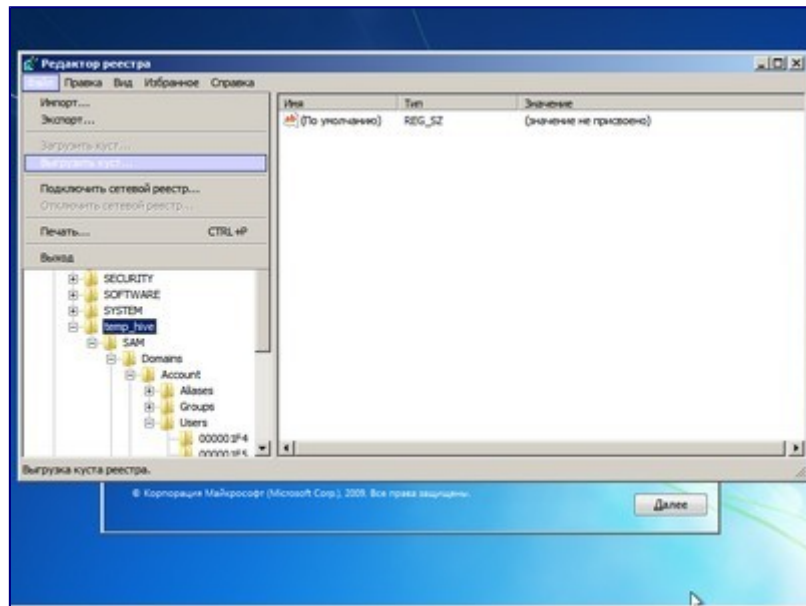 Редактор реестра
Файл Правка Вид Избранное Справка
Импорт...
Экспорт...
Загрузить куст...
Выгрузить куст...
Подключить сетевой реестр...
Отключить сетевой реестр...
Печать... CTRL+P
Выход
Имя Тип Значение
(По умолчанию) REG_SZ (значение не присвоено)
SECURITY
SOFTWARE
SYSTEM
temp_hive
SAM
Domains
Account
Aliases
Groups
Users
000001F4
000001F5
Выгрузка куста реестра.
© Корпорация Майкрософт (Microsoft Corp.), 2009. Все права защищены.
Далее